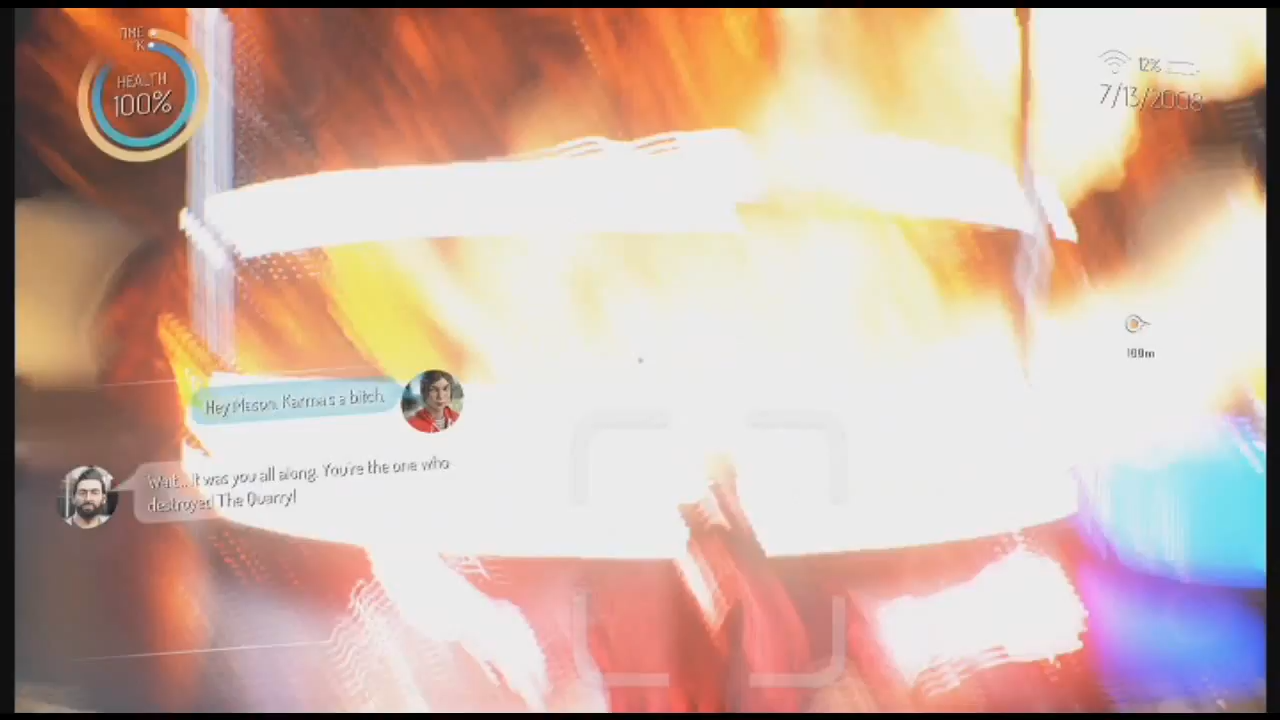 HEALTH
100%
12%
7/13/2008
Hey Mason. Karma's a bitch.
Wait.. It was you all along. You're the one who
destroyed The Quarry!